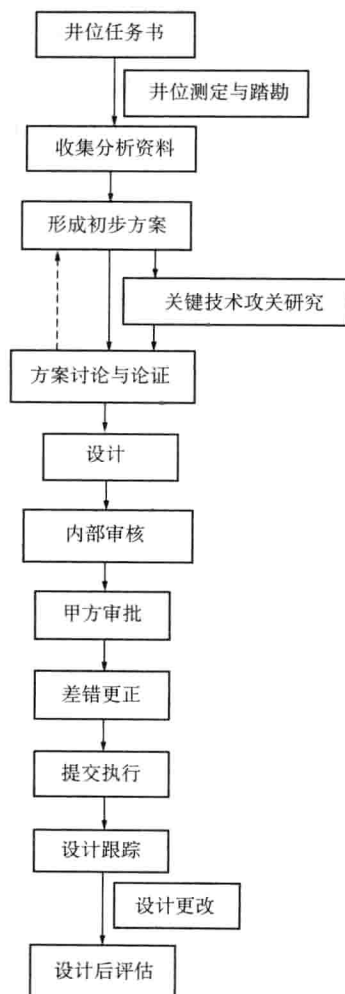 井位任务书
井位测定与踏勘
收集分析资料
形成初步方案
关键技术攻关研究
方案讨论与论证
设计
内部审核
甲方审批
差错更正
提交执行
设计跟踪
设计更改
设计后评估